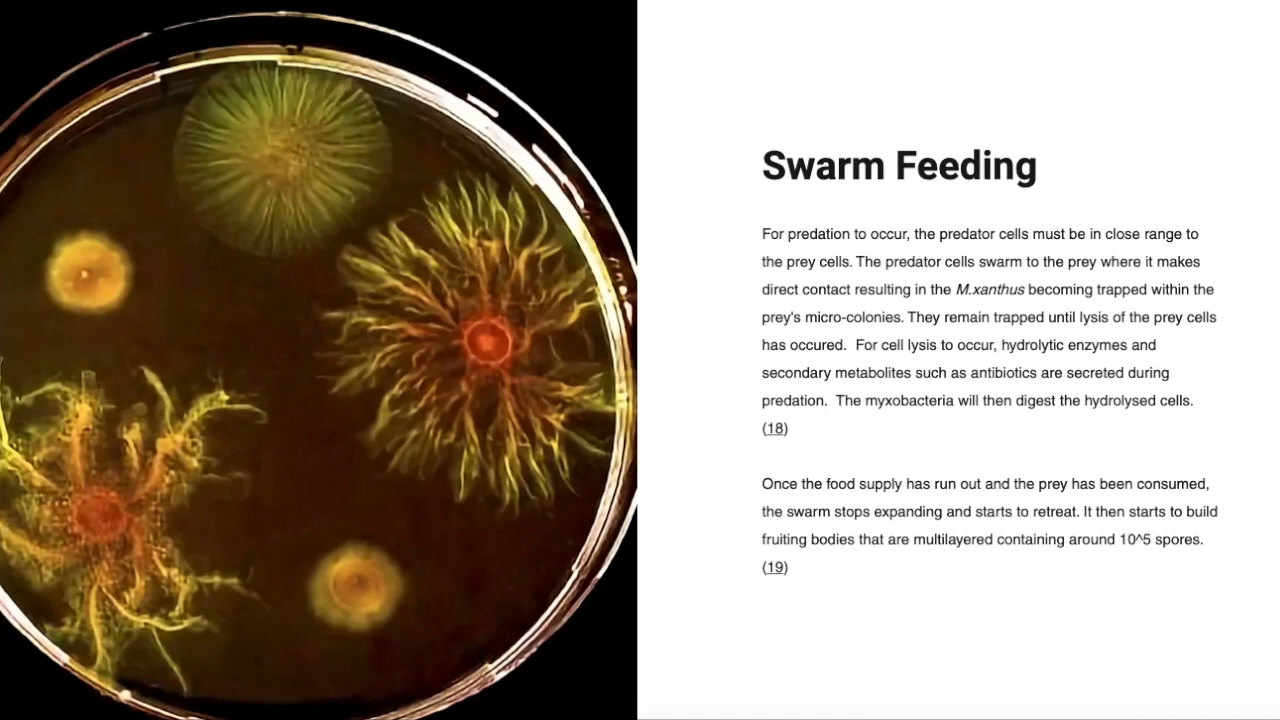 Swarm Feeding
For predation to occur, the predator cells must be in close range to
the prey cells. The predator cells swarm to the prey where it makes
direct contact resulting in the M.xanthus becoming trapped within the
prey's micro-colonies. They remain trapped until lysis of the prey cells
has occured.  For cell lysis to occur, hydrolytic enzymes and
secondary metabolites such as antibiotics are secreted during
predation.  The myxobacteria will then digest the hydrolysed cells.
(18)
Once the food supply has run out and the prey has been consumed,
the swarm stops expanding and starts to retreat. It then starts to build
fruiting bodies that are multilayered containing around 10^5 spores.
(19)